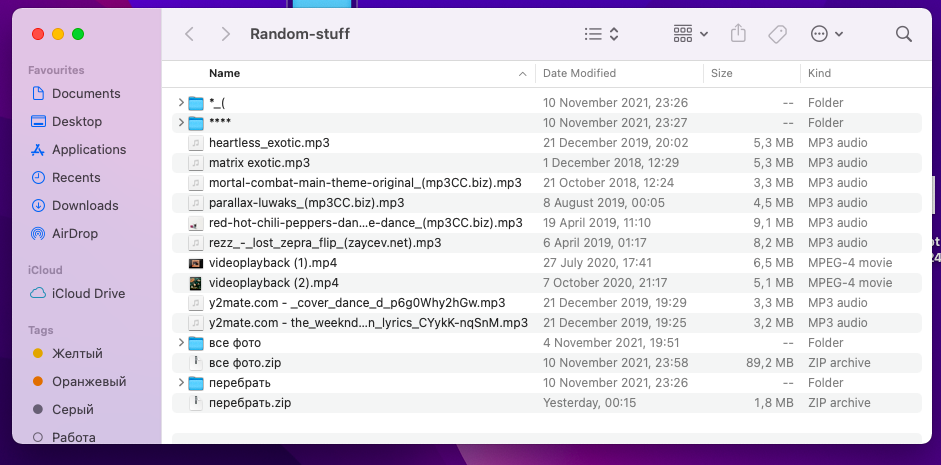 Random-stuff
Favourites
Documents
Desktop
Applications
Recents
Downloads
AirDrop
iCloud
iCloud Drive
Tags
Желтый
Оранжевый
Серый
Работа
Name Date Modified Size Kind
*_( 10 November 2021, 23:26 -- Folder
**** 10 November 2021, 23:27 -- Folder
heartless_exotic.mp3 21 December 2019, 20:02 5,3 MB MP3 audio
matrix exotic.mp3 1 December 2018, 12:29 5,3 MB MP3 audio
mortal-combat-main-theme-original_(mp3CC.biz).mp3 21 October 2018, 12:24 3,3 MB MP3 audio
parallax-luwaks_(mp3CC.biz).mp3 8 August 2019, 00:05 4,5 MB MP3 audio
red-hot-chili-peppers-dan...e-dance_(mp3CC.biz).mp3 19 April 2019, 11:10 9,1 MB MP3 audio
rezz_-_lost_zepra_flip_(zaycev.net).mp3 6 April 2019, 01:17 8,2 MB MP3 audio
videoplayback (1).mp4 27 July 2020, 17:41 6,5 MB MPEG-4 movie
videoplayback (2).mp4 7 October 2020, 21:17 5,1 MB MPEG-4 movie
y2mate.com - _cover_dance_d_p6g0Why2hGw.mp3 21 December 2019, 19:29 3,3 MB MP3 audio
y2mate.com - the_weeknd...n_lyrics_CYykK-nqSnM.mp3 21 December 2019, 19:25 3,2 MB MP3 audio
все фото 4 November 2021, 19:51 -- Folder
все фото.zip 10 November 2021, 23:58 89,2 MB ZIP archive
перебрать 10 November 2021, 23:26 -- Folder
перебрать.zip Yesterday, 00:15 1,8 MB ZIP archive